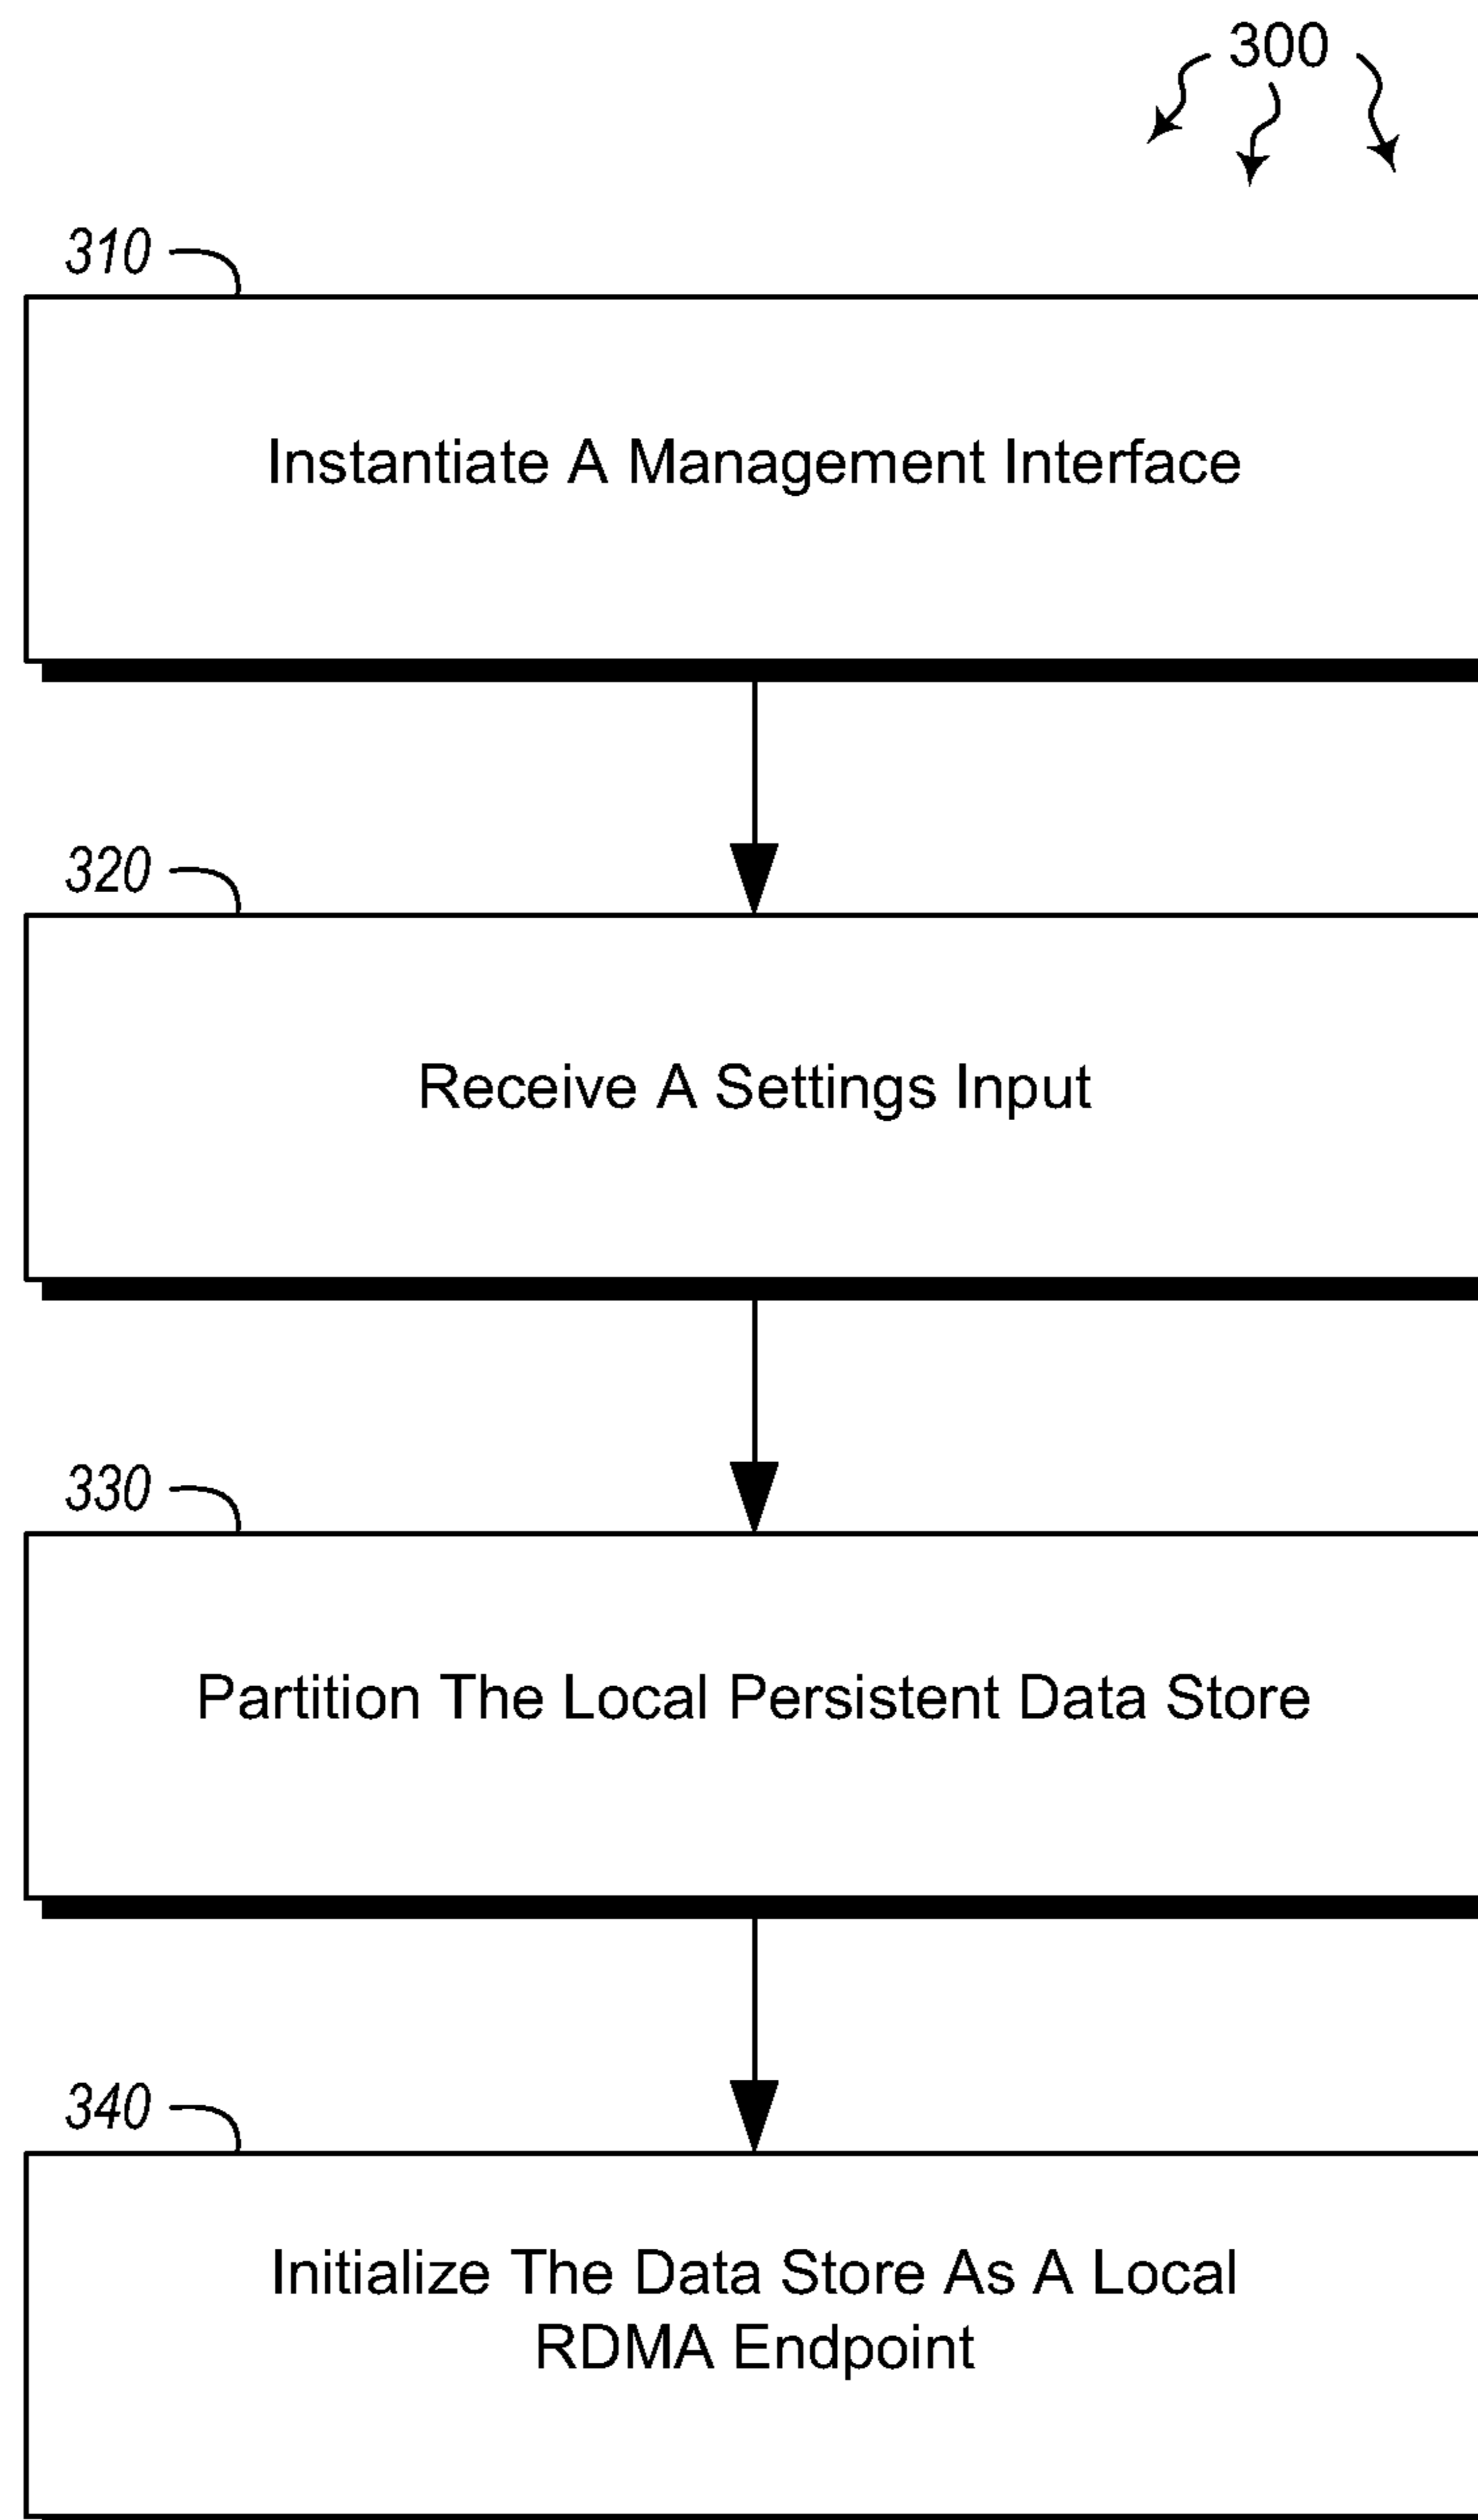 300
310
Instantiate A Management Interface
320
Receive A Settings Input
330
Partition The Local Persistent Data Store
340
Initialize The Data Store As A Local
RDMA Endpoint